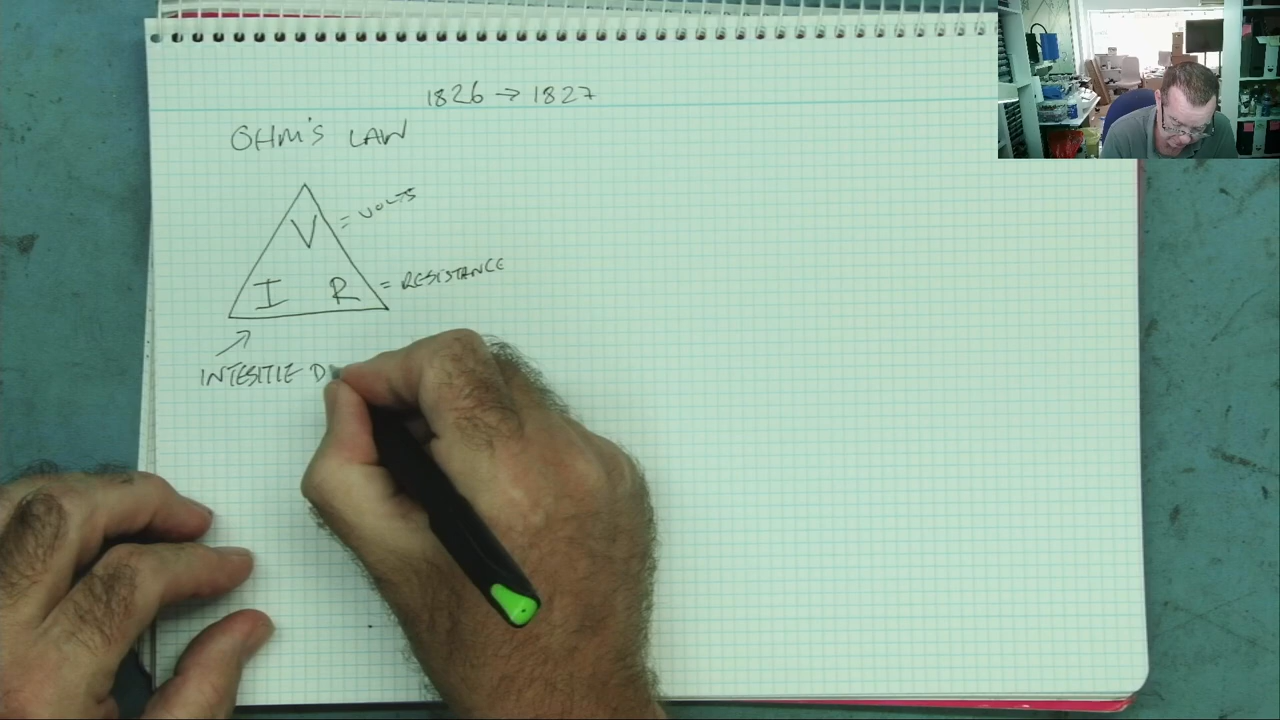 1826 → 1827
OHM'S LAW
V = VOLTS
I R = RESISTANCE
INTESITIE D